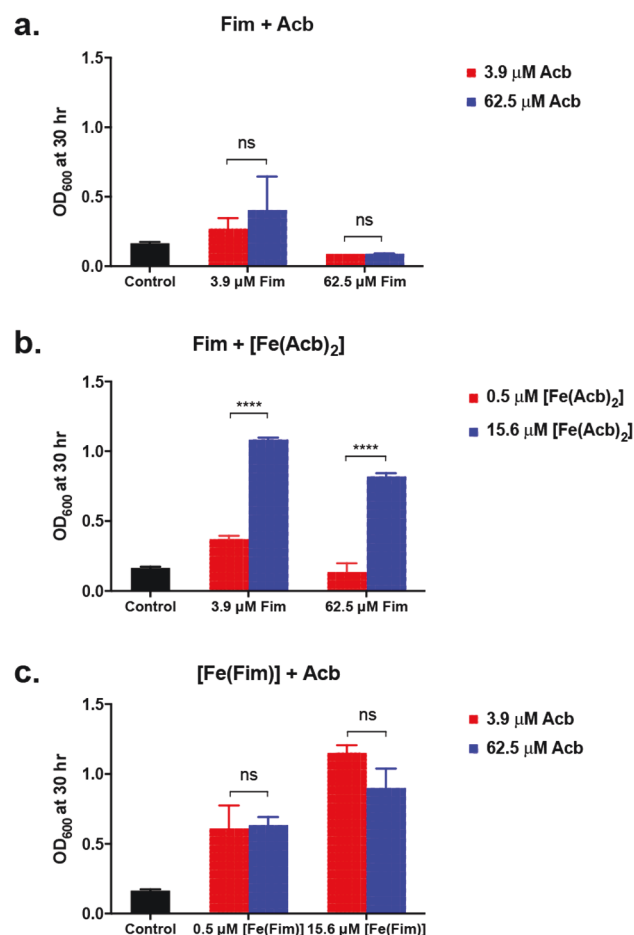 a.
Fim + Acb
OD600 at 30 hr
1.5
1.0
0.5
0.0
ns
ns
Control
3.9 µM Fim
62.5 µM Fim
3.9 µM Acb
62.5 µM Acb
b.
Fim + [Fe(Acb)2]
OD600 at 30 hr
1.5
1.0
0.5
0.0
****
****
Control
3.9 µM Fim
62.5 µM Fim
0.5 µM [Fe(Acb)2]
15.6 µM [Fe(Acb)2]
c.
[Fe(Fim)] + Acb
OD600 at 30 hr
1.5
1.0
0.5
0.0
ns
ns
Control
0.5 µM [Fe(Fim)]
15.6 µM [Fe(Fim)]
3.9 µM Acb
62.5 µM Acb